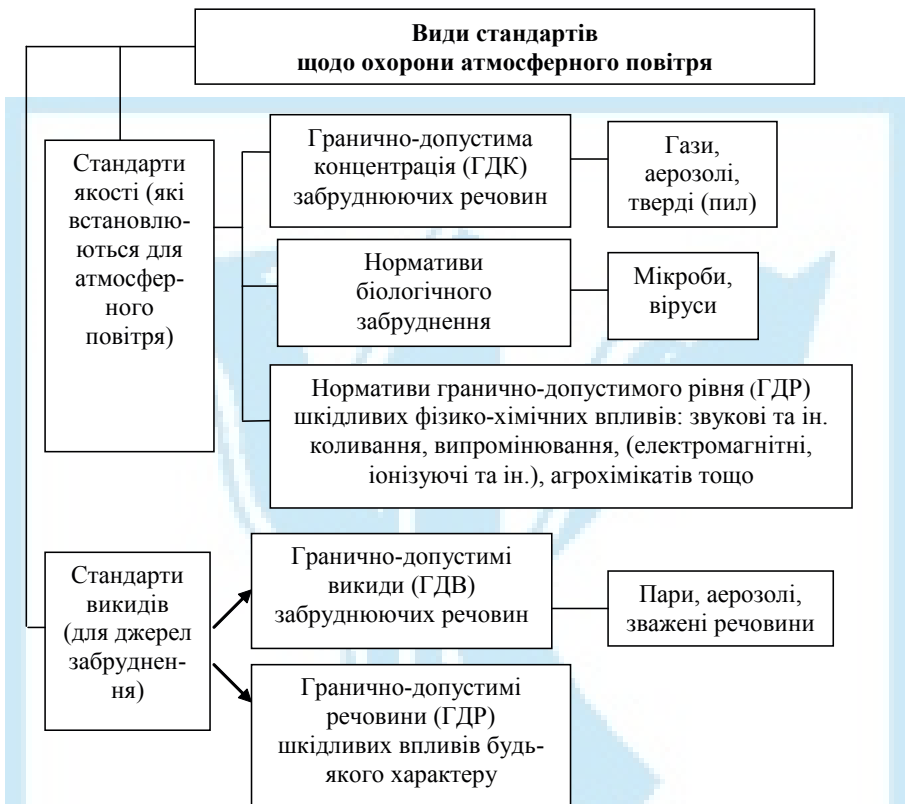 Види стандартів
щодо охорони атмосферного повітря
Стандарти
якості (які
встановлю-
ються для
атмосфер-
ного
повітря)
Гранично-допустима
концентрація (ГДК)
забруднюючих речовин
Гази,
аерозолі,
тверді (пил)
Нормативи
біологічного
забруднення
Мікроби,
віруси
Нормативи гранично-допустимого рівня (ГДР)
шкідливих фізико-хімічних впливів: звукові та ін.
коливання, випромінювання, (електромагнітні,
іонізуючі та ін.), агрохімікатів тощо
Стандарти
викидів
(для джерел
забруднен-
ня)
Гранично-допустимі
викиди (ГДВ)
забруднюючих речовин
Пари, аерозолі,
зважені речовини
Гранично-допустимі
речовини (ГДР)
шкідливих впливів будь-
якого характеру